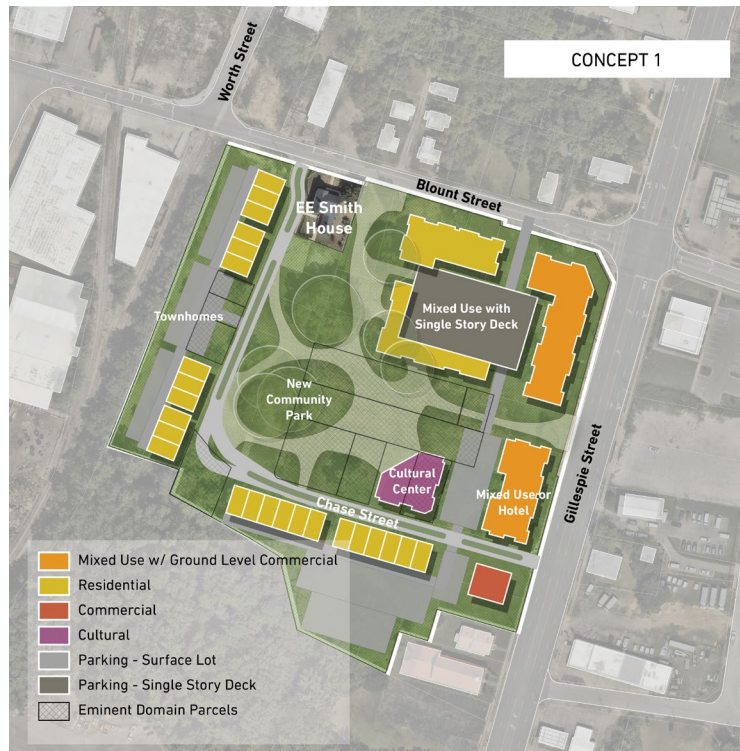 CONCEPT 1
Worth Street
Blount Street
EE Smith
House
Mixed Use with
Single Story Deck
Townhomes
New
Community
Park
Gillespie Street
Cultural
Center
Mixed Use or
Hotel
Chase Street
Mixed Use w/ Ground Level Commercial
Residential
Commercial
Cultural
Parking - Surface Lot
Parking - Single Story Deck
Eminent Domain Parcels